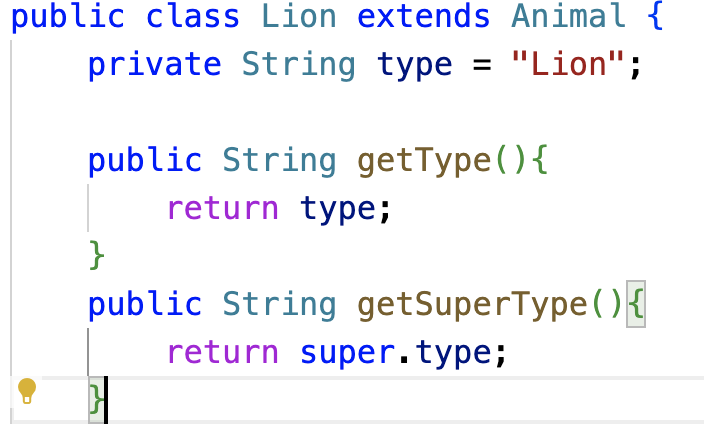 public class Lion extends Animal {
    private String type = "Lion";

    public String getType(){
        return type;
    }
    public String getSuperType(){
        return super.type;
    }